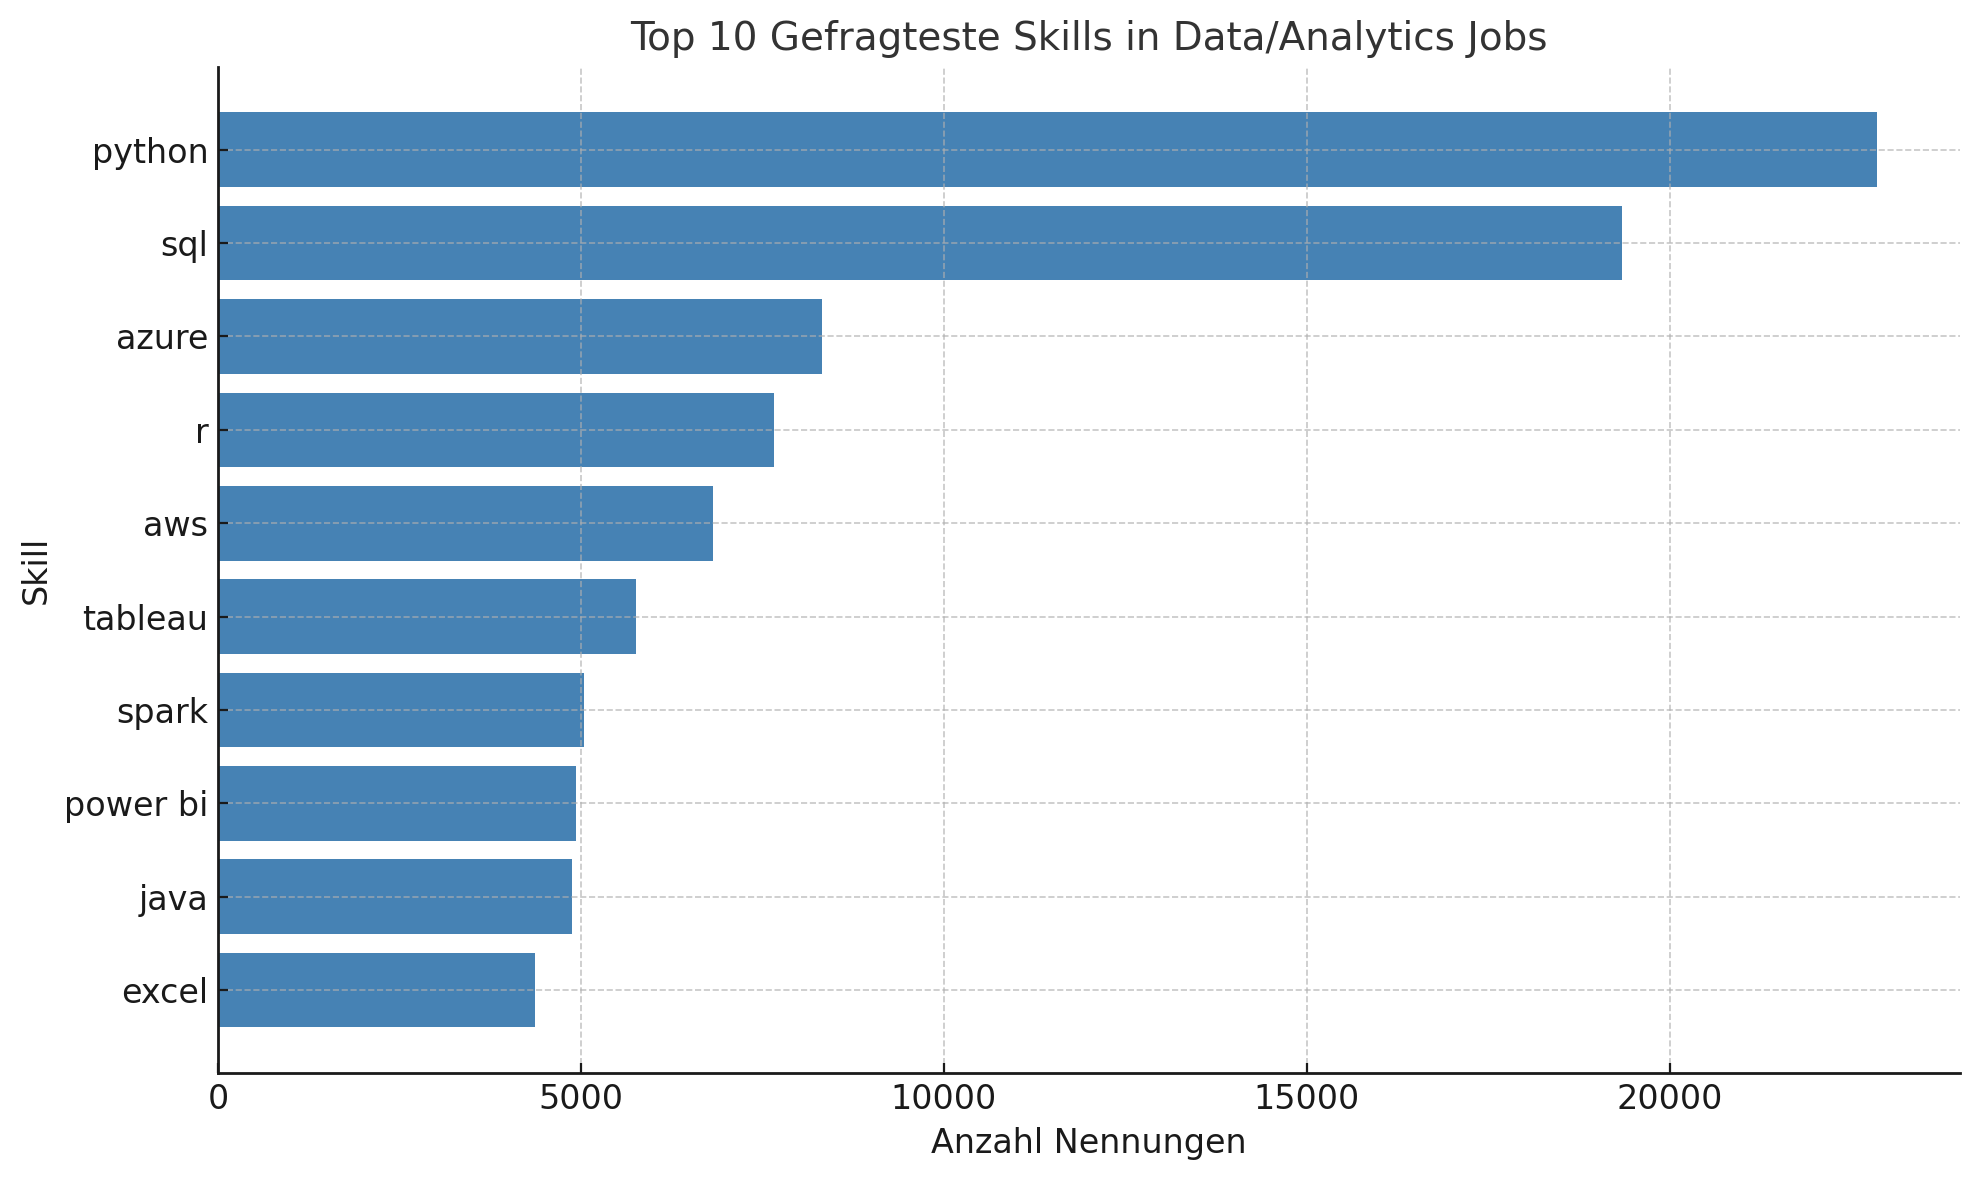 Top 10 Gefragteste Skills in Data/Analytics Jobs
Skill
python
sql
azure
r
aws
tableau
spark
power bi
java
excel
0 5000 10000 15000 20000
Anzahl Nennungen